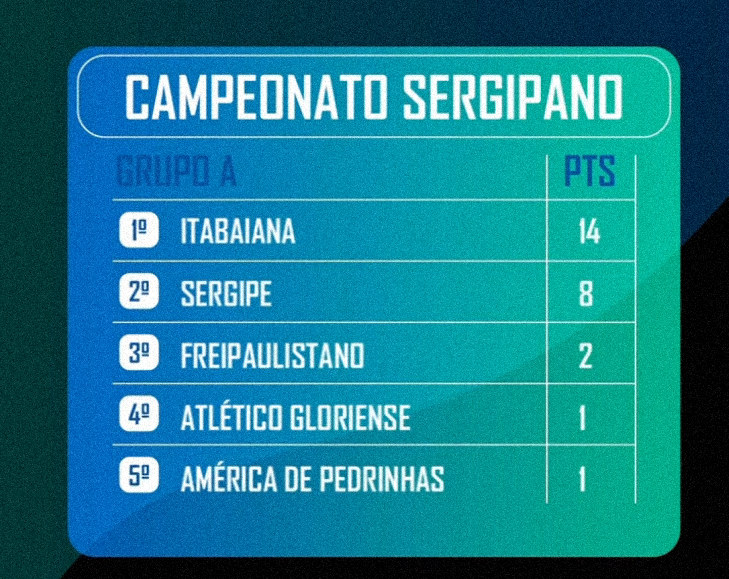 CAMPEONATO SERGIPANO
GRUPO A PTS
1º ITABAIANA 14
2º SERGIPE 8
3º FREIPAULISTANO 2
4º ATLÉTICO GLORIENSE 1
5º AMÉRICA DE PEDRINHAS 1